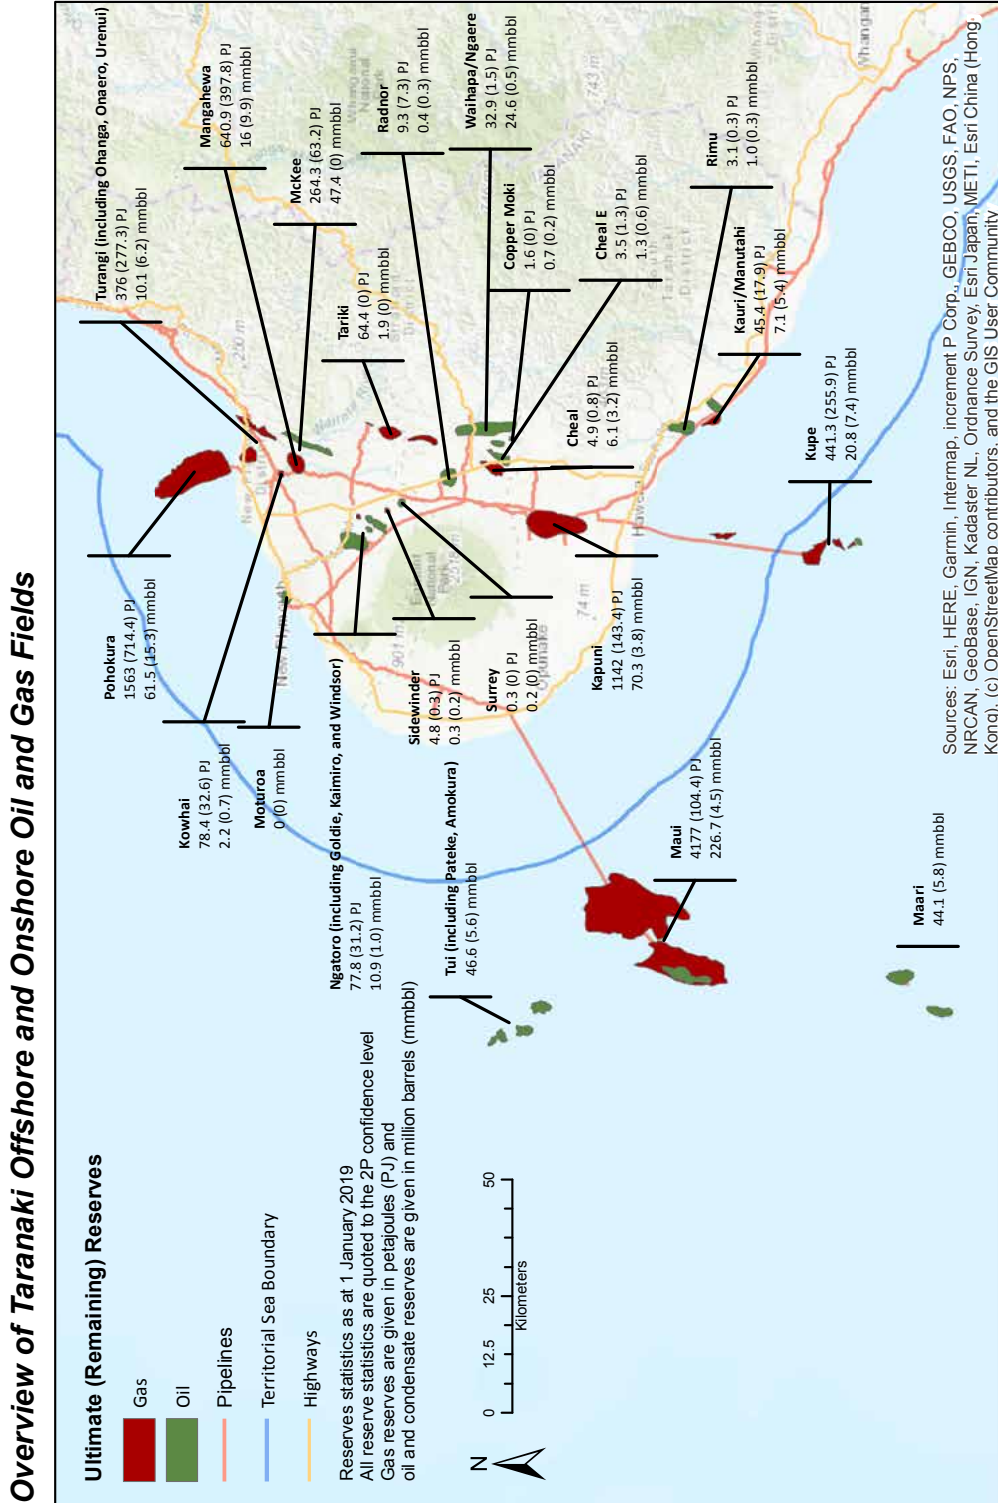 Overview of Taranaki Offshore and Onshore Oil and Gas Fields
Ultimate (Remaining) Reserves
Gas
Oil
Pipelines
Territorial Sea Boundary
Highways
Reserves statistics as at 1 January 2019
All reserve statistics are quoted to the 2P confidence level
Gas reserves are given in petajoules (PJ) and
oil and condensate reserves are given in million barrels (mmbbl)
N
0 12.5 25 50
Kilometers
Pohokura
1563 (714.4) PJ
61.5 (15.3) mmbbl
Kowhai
78.4 (32.6) PJ
2.2 (0.7) mmbbl
Moturoa
0 (0) mmbbl
Ngatoro (including Goldie, Kaimiro, and Windsor)
77.8 (31.2) PJ
10.9 (1.0) mmbbl
Sidewinder
4.8 (0.3) PJ
0.3 (0.2) mmbbl
Surrey
0.3 (0) PJ
0.2 (0) mmbbl
Tui (including Pateke, Amokura)
46.6 (5.6) mmbbl
Kapuni
1142 (143.4) PJ
70.3 (3.8) mmbbl
Maui
4177 (104.4) PJ
226.7 (4.5) mmbbl
Maari
44.1 (5.8) mmbbl
Turangi (including Ohanga, Onaero, Urenui)
376 (277.3) PJ
10.1 (6.2) mmbbl
Mangahewa
640.9 (397.8) PJ
16 (9.9) mmbbl
McKee
264.3 (63.2) PJ
47.4 (0) mmbbl
Tariki
64.4 (0) PJ
1.9 (0) mmbbl
Radnor
9.3 (7.3) PJ
0.4 (0.3) mmbbl
Waihapa/Ngaere
32.9 (1.5) PJ
24.6 (0.5) mmbbl
Copper Moki
1.6 (0) PJ
0.7 (0.2) mmbbl
Cheal E
3.5 (1.3) PJ
1.3 (0.6) mmbbl
Cheal
4.9 (0.8) PJ
6.1 (3.2) mmbbl
Rimu
3.1 (0.3) PJ
1.0 (0.3) mmbbl
Kauri/Manutahi
45.4 (17.9) PJ
7.1 (5.4) mmbbl
Kupe
441.3 (255.9) PJ
20.8 (7.4) mmbbl
New Plymouth
National
Park
2518 m
901 m
74 m
250 m
743 m
Opunake
Hawera
District
Whangan
Sources: Esri, HERE, Garmin, Intermap, increment P Corp., GEBCO, USGS, FAO, NPS,
NRCAN, GeoBase, IGN, Kadaster NL, Ordnance Survey, Esri Japan, METI, Esri China (Hong
Kong), (c) OpenStreetMap contributors, and the GIS User Community